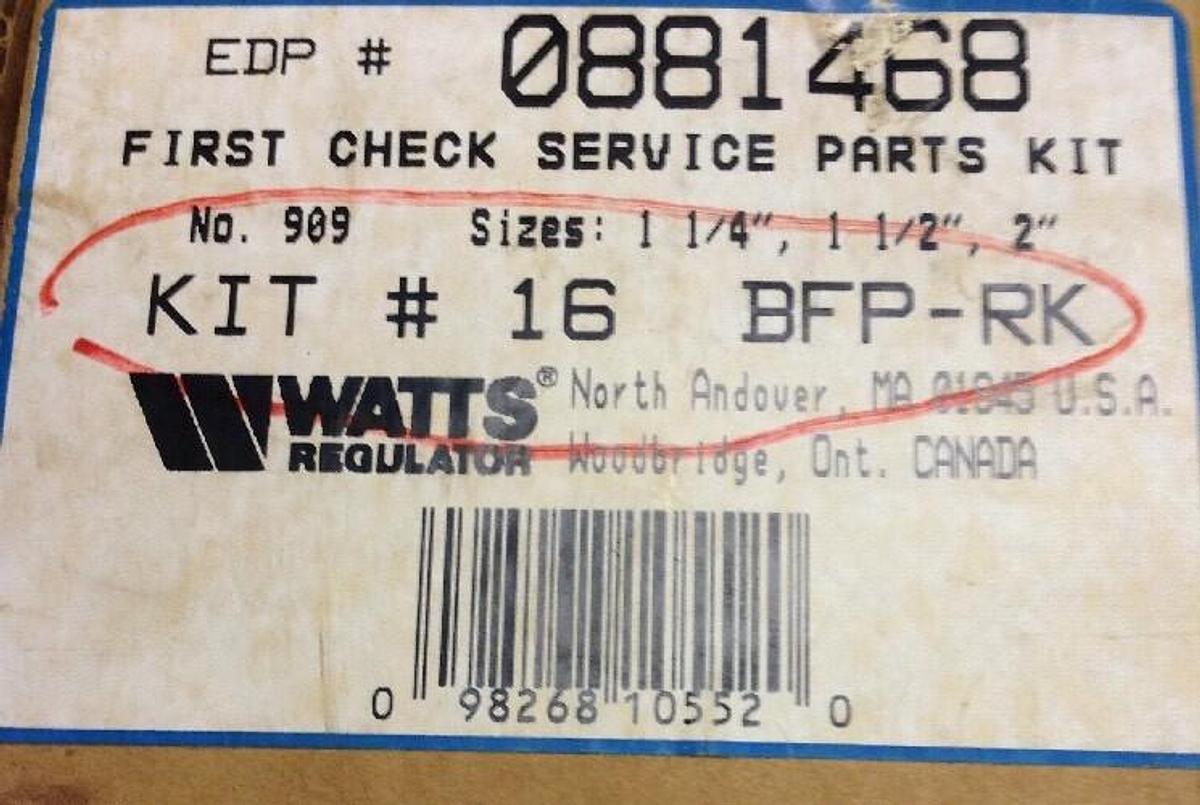 EDP # 0881468
FIRST CHECK SERVICE PARTS KIT
No. 909 Sizes: 1 1/4", 1 1/2", 2"
KIT # 16 BFP-RK
WATTS® North Andover, MA 01845 U.S.A.
REGULATOR Woodbridge, Ont. CANADA
0 98268 10552 0